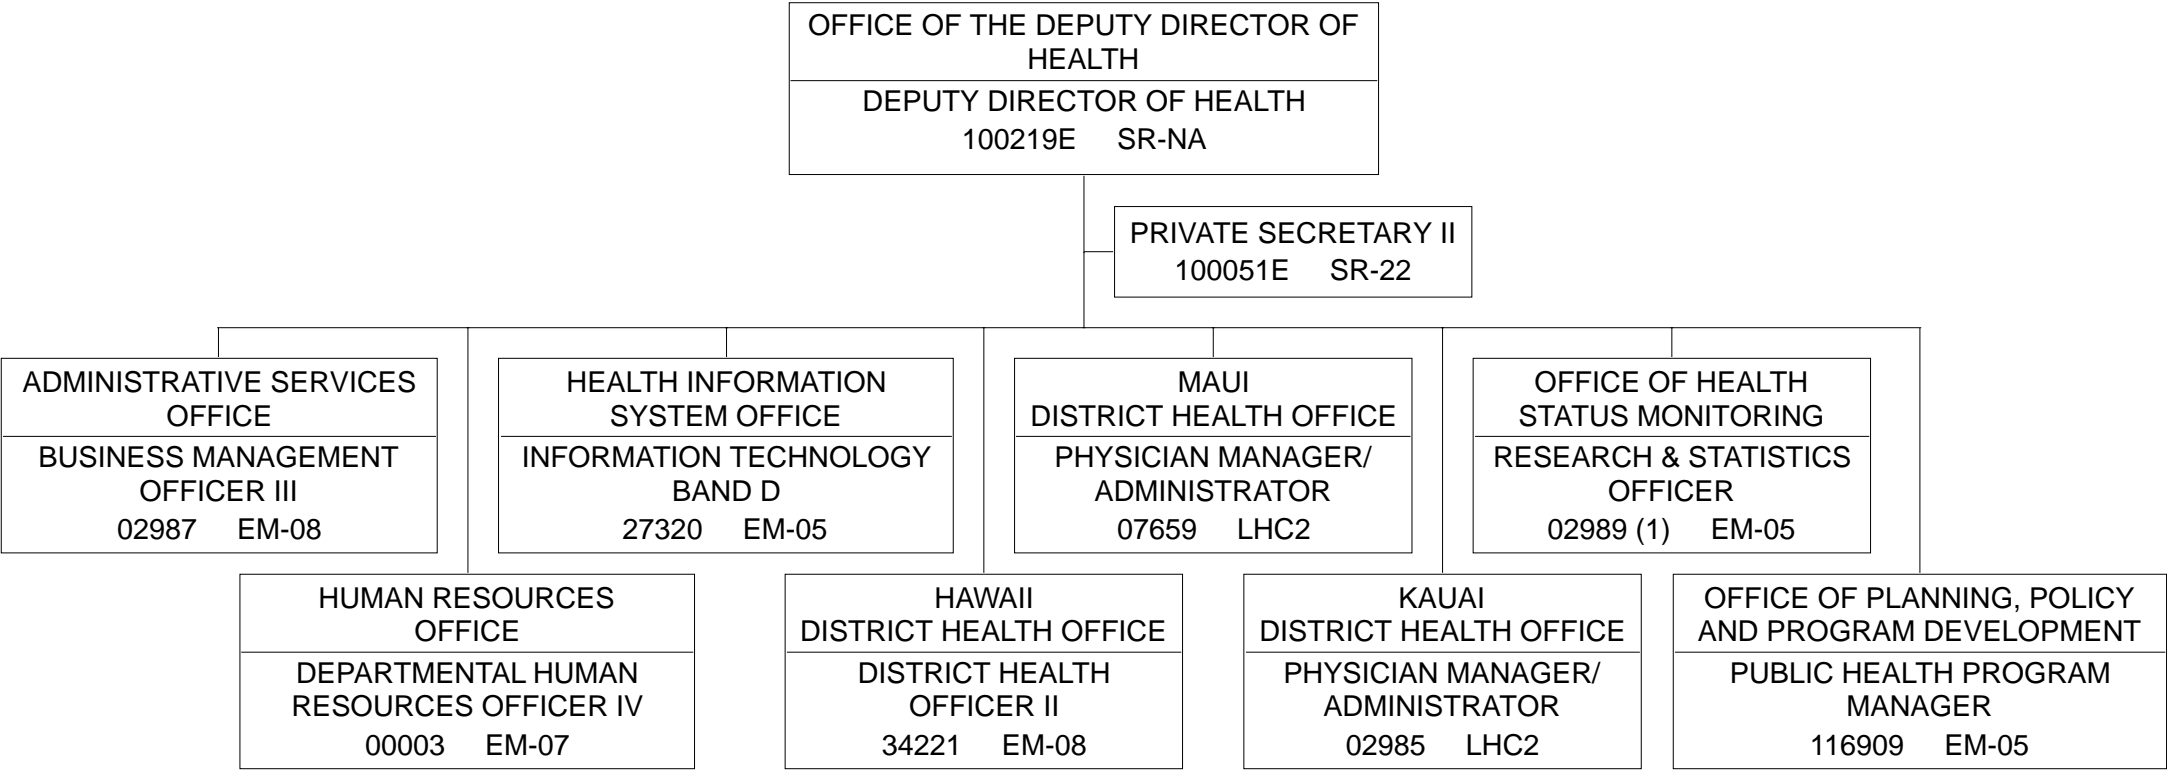 OFFICE OF THE DEPUTY DIRECTOR OF
HEALTH
DEPUTY DIRECTOR OF HEALTH
100219E SR-NA
PRIVATE SECRETARY II
100051E SR-22
ADMINISTRATIVE SERVICES
OFFICE
BUSINESS MANAGEMENT
OFFICER III
02987 EM-08
HEALTH INFORMATION
SYSTEM OFFICE
INFORMATION TECHNOLOGY
BAND D
27320 EM-05
MAUI
DISTRICT HEALTH OFFICE
PHYSICIAN MANAGER/
ADMINISTRATOR
07659 LHC2
OFFICE OF HEALTH
STATUS MONITORING
RESEARCH & STATISTICS
OFFICER
02989 (1) EM-05
HUMAN RESOURCES
OFFICE
DEPARTMENTAL HUMAN
RESOURCES OFFICER IV
00003 EM-07
HAWAII
DISTRICT HEALTH OFFICE
DISTRICT HEALTH
OFFICER II
34221 EM-08
KAUAI
DISTRICT HEALTH OFFICE
PHYSICIAN MANAGER/
ADMINISTRATOR
02985 LHC2
OFFICE OF PLANNING, POLICY
AND PROGRAM DEVELOPMENT
PUBLIC HEALTH PROGRAM
MANAGER
116909 EM-05